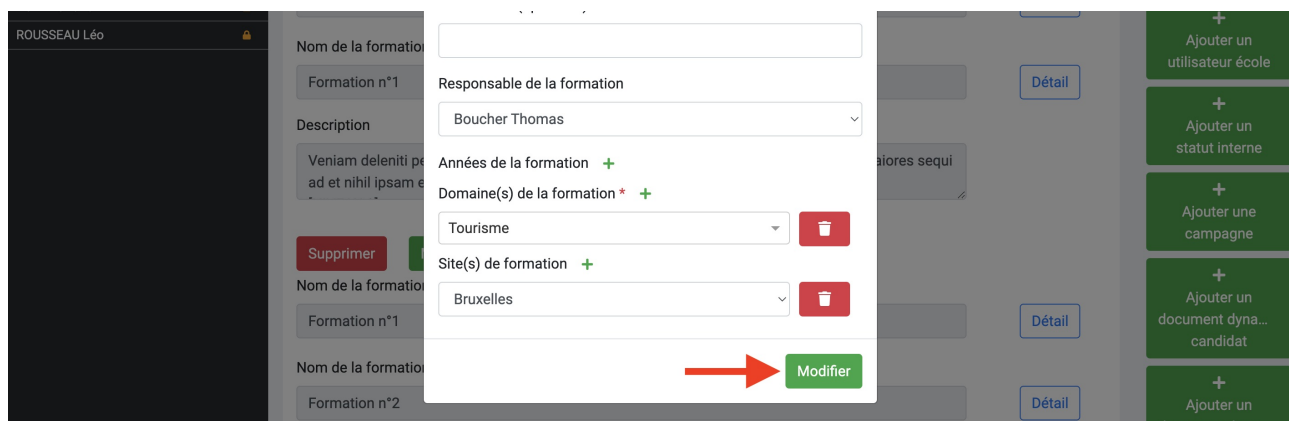 ROUSSEAU Léo
Nom de la formation
Formation n°1
Détail
Description
Veniam deleniti
aiores sequi
ad et nihil ipsam
Supprimer
Nom de la formation
Formation n°1
Détail
Nom de la formation
Formation n°2
Détail
Responsable de la formation
Boucher Thomas
Années de la formation +
Domaine(s) de la formation * +
Tourisme
Site(s) de formation +
Bruxelles
Modifier
+
Ajouter un
utilisateur école
+
Ajouter un
statut interne
+
Ajouter une
campagne
+
Ajouter un
document dyna...
candidat
+
Ajouter un